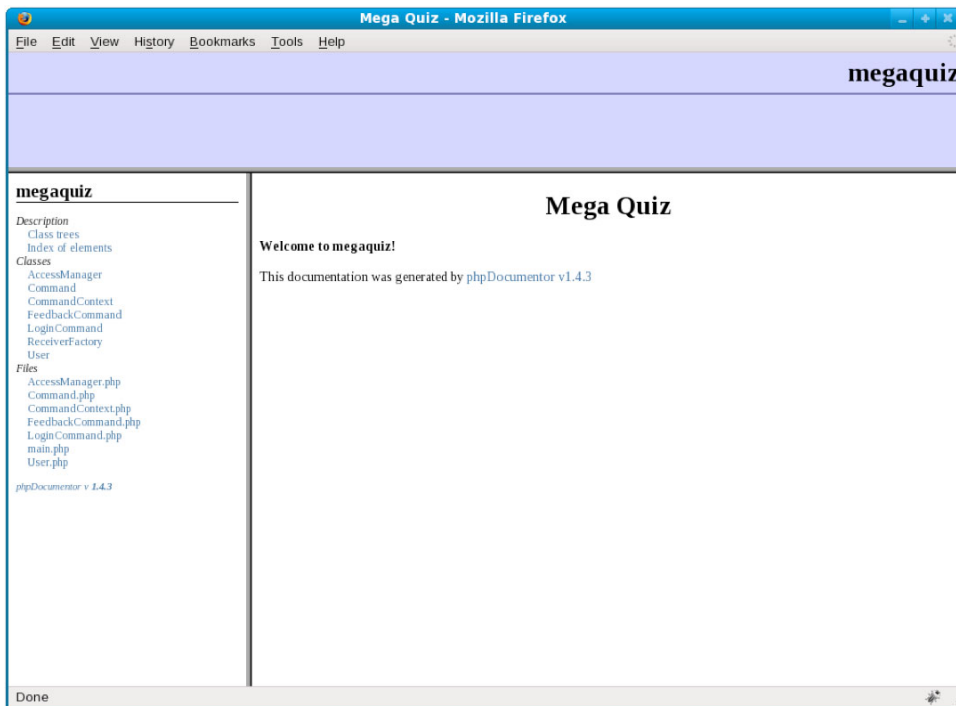 Mega Quiz - Mozilla Firefox
File Edit View History Bookmarks Tools Help
megaquiz
megaquiz
Description
Class trees
Index of elements
Classes
AccessManager
Command
CommandContext
FeedbackCommand
LoginCommand
ReceiverFactory
User
Files
AccessManager.php
Command.php
CommandContext.php
FeedbackCommand.php
LoginCommand.php
main.php
User.php
phpDocumentor v 1.4.3
Mega Quiz
Welcome to megaquiz!
This documentation was generated by phpDocumentor v1.4.3
Done